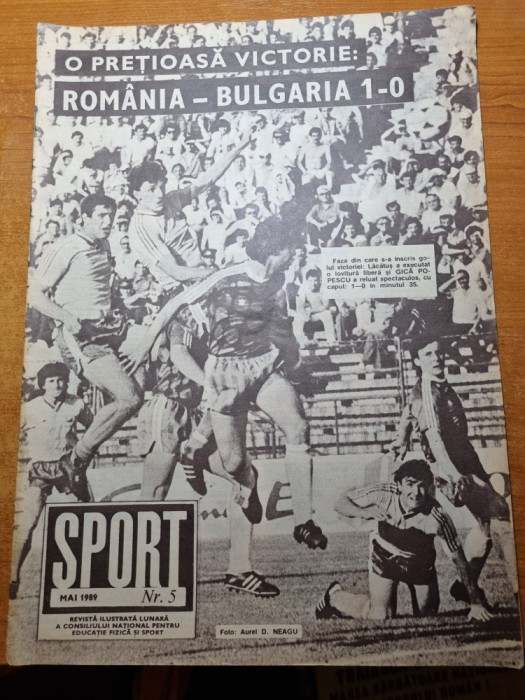 O PREȚIOASĂ VICTORIE:
ROMÂNIA – BULGARIA 1-0
Faza din care s-a înscris go-
lul victoriei: Lăcătuș a executat
o lovitură liberă și GICĂ PO-
PESCU a reluat spectaculos, cu
capul: 1—0 în minutul 35.
SPORT
MAI 1989
Nr. 5
REVISTĂ ILUSTRATĂ LUNARĂ
A CONSILIULUI NAȚIONAL PENTRU
EDUCAȚIE FIZICĂ ȘI SPORT
Foto: Aurel D. NEAGU